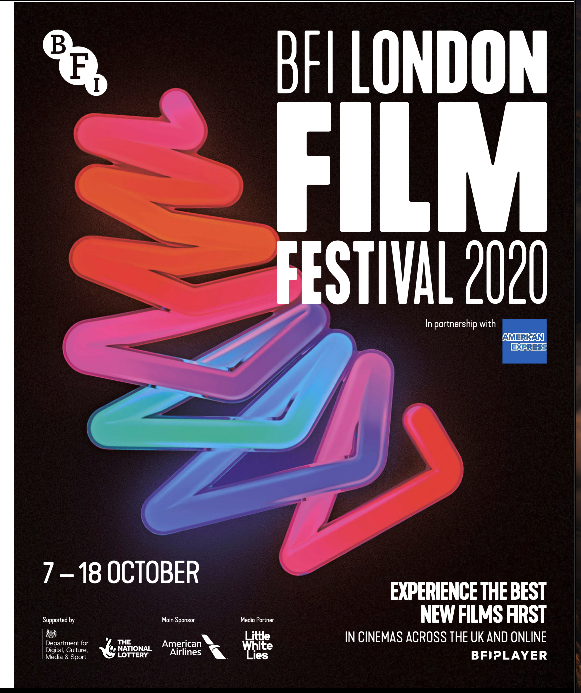 BFI
BFI LONDON
FILM
FESTIVAL 2020
In partnership with
AMERICAN
EXPRESS
7 – 18 OCTOBER
EXPERIENCE THE BEST
NEW FILMS FIRST
IN CINEMAS ACROSS THE UK AND ONLINE
BFIPLAYER
Supported by
Department for
Digital, Culture,
Media & Sport
THE
NATIONAL
LOTTERY
Main Sponsor
American
Airlines
Media Partner
Little
White
Lies